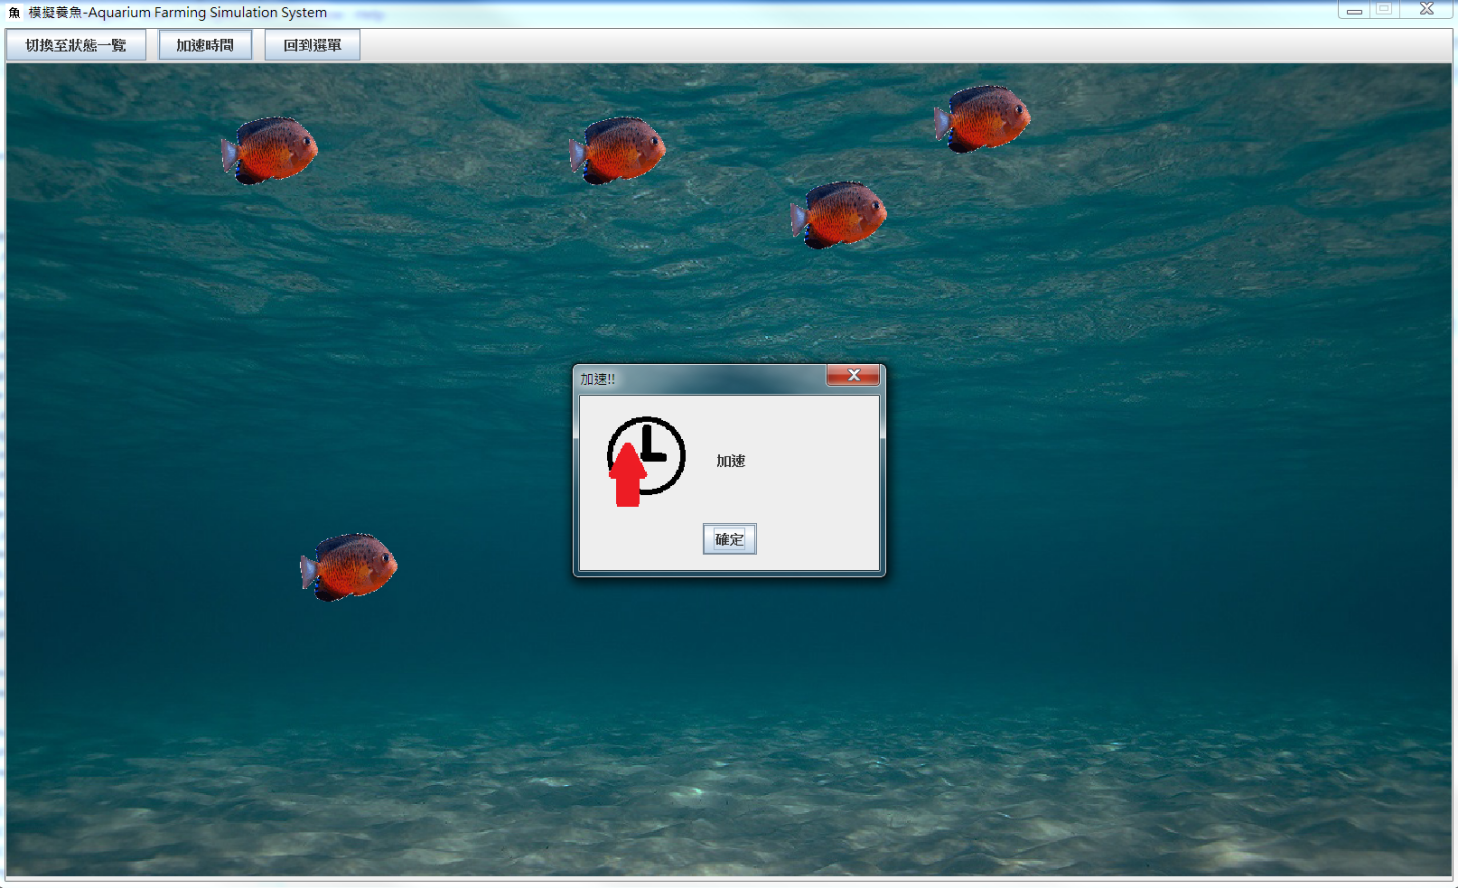 魚 模擬養魚-Aquarium Farming Simulation System
切換至狀態一覽 加速時間 回到選單
加速!!
加速
確定